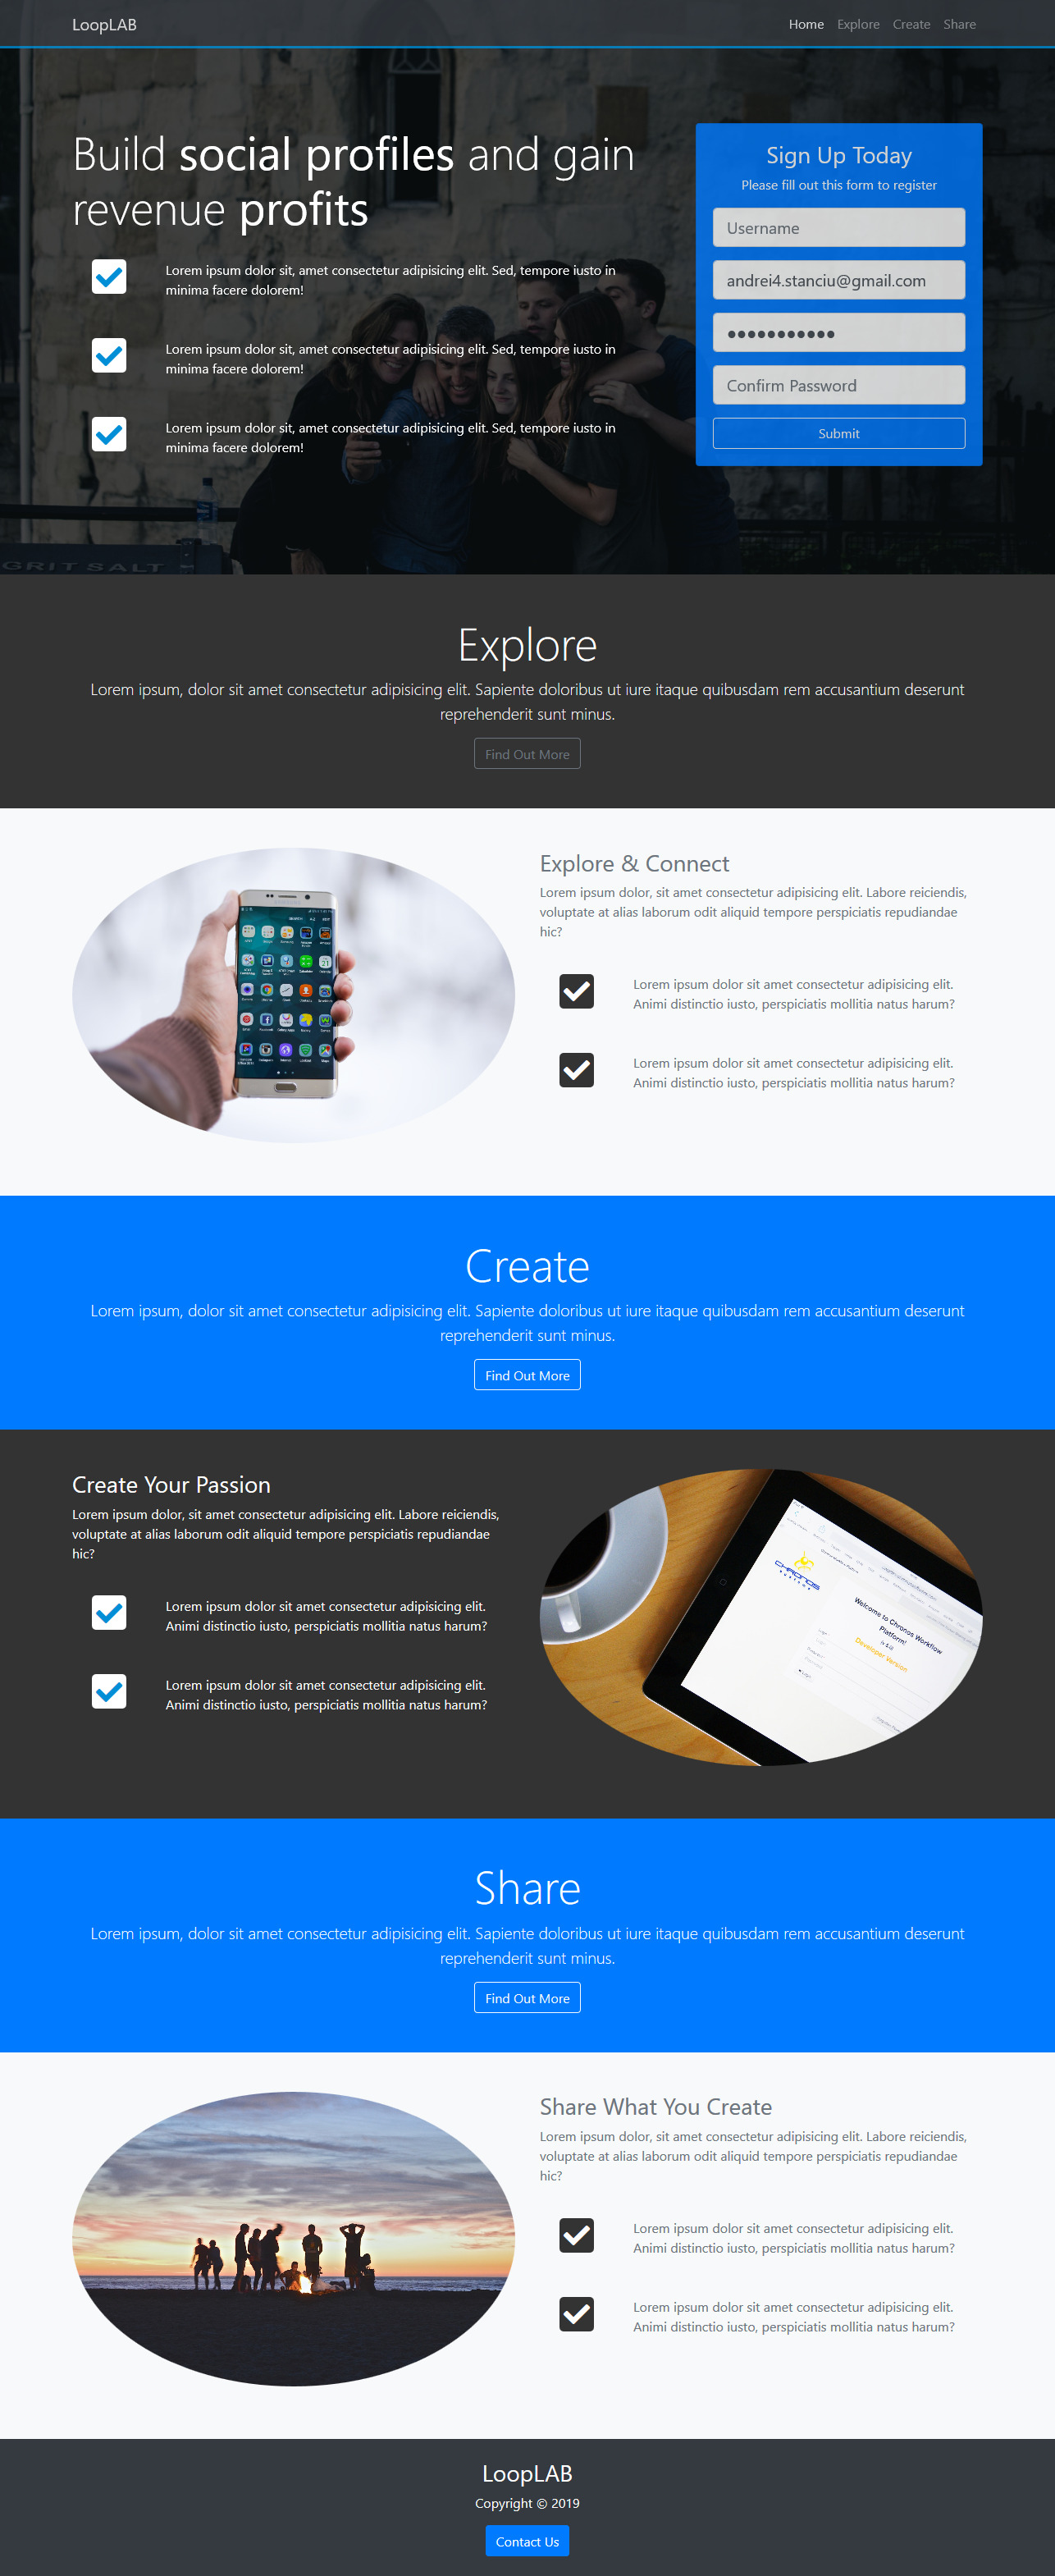 LoopLAB
Home Explore Create Share
Build social profiles and gain
revenue profits
Lorem ipsum dolor sit, amet consectetur adipisicing elit. Sed, tempore iusto in
minima facere dolorem!
Lorem ipsum dolor sit, amet consectetur adipisicing elit. Sed, tempore iusto in
minima facere dolorem!
Lorem ipsum dolor sit, amet consectetur adipisicing elit. Sed, tempore iusto in
minima facere dolorem!
GRIT SALT
Sign Up Today
Please fill out this form to register
Username
andrei4.stanciu@gmail.com
●●●●●●●●●●●
Confirm Password
Submit
Explore
Lorem ipsum, dolor sit amet consectetur adipisicing elit. Sapiente doloribus ut iure itaque quibusdam rem accusantium deserunt
reprehenderit sunt minus.
Find Out More
Explore & Connect
Lorem ipsum dolor, sit amet consectetur adipisicing elit. Labore reiciendis,
voluptate at alias laborum odit aliquid tempore perspiciatis repudiandae
hic?
Lorem ipsum dolor sit amet consectetur adipisicing elit.
Animi distinctio iusto, perspiciatis mollitia natus harum?
Lorem ipsum dolor sit amet consectetur adipisicing elit.
Animi distinctio iusto, perspiciatis mollitia natus harum?
Create
Lorem ipsum, dolor sit amet consectetur adipisicing elit. Sapiente doloribus ut iure itaque quibusdam rem accusantium deserunt
reprehenderit sunt minus.
Find Out More
Create Your Passion
Lorem ipsum dolor, sit amet consectetur adipisicing elit. Labore reiciendis,
voluptate at alias laborum odit aliquid tempore perspiciatis repudiandae
hic?
Lorem ipsum dolor sit amet consectetur adipisicing elit.
Animi distinctio iusto, perspiciatis mollitia natus harum?
Lorem ipsum dolor sit amet consectetur adipisicing elit.
Animi distinctio iusto, perspiciatis mollitia natus harum?
CHRONOS
Welcome to Chronos Workflow
Platform!
Developer Version
Share
Lorem ipsum, dolor sit amet consectetur adipisicing elit. Sapiente doloribus ut iure itaque quibusdam rem accusantium deserunt
reprehenderit sunt minus.
Find Out More
Share What You Create
Lorem ipsum dolor, sit amet consectetur adipisicing elit. Labore reiciendis,
voluptate at alias laborum odit aliquid tempore perspiciatis repudiandae
hic?
Lorem ipsum dolor sit amet consectetur adipisicing elit.
Animi distinctio iusto, perspiciatis mollitia natus harum?
Lorem ipsum dolor sit amet consectetur adipisicing elit.
Animi distinctio iusto, perspiciatis mollitia natus harum?
LoopLAB
Copyright © 2019
Contact Us